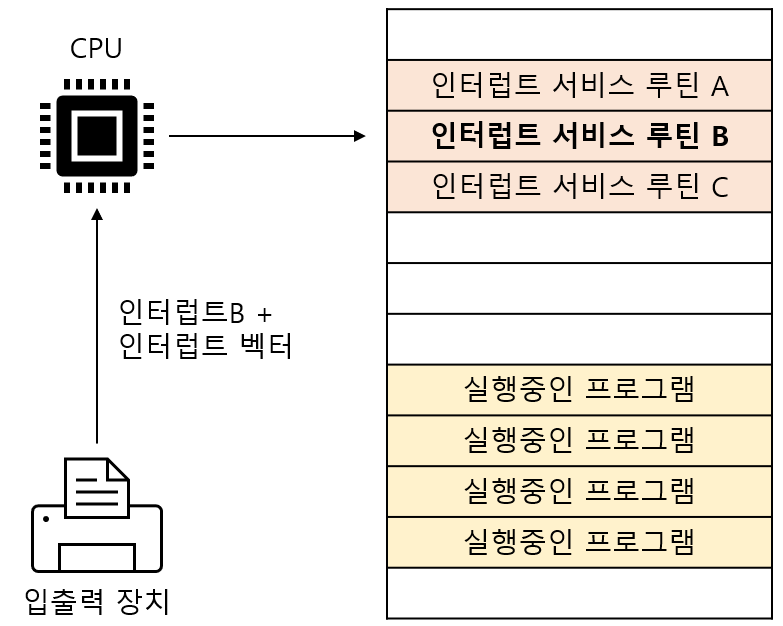 CPU
인터럽트 서비스 루틴 A
인터럽트 서비스 루틴 B
인터럽트 서비스 루틴 C
인터럽트B +
인터럽트 벡터
실행중인 프로그램
실행중인 프로그램
실행중인 프로그램
실행중인 프로그램
입출력 장치